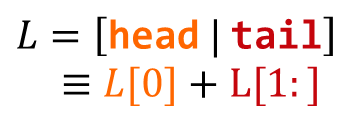 L = [head|tail]
≡ L[0] + L[1:]